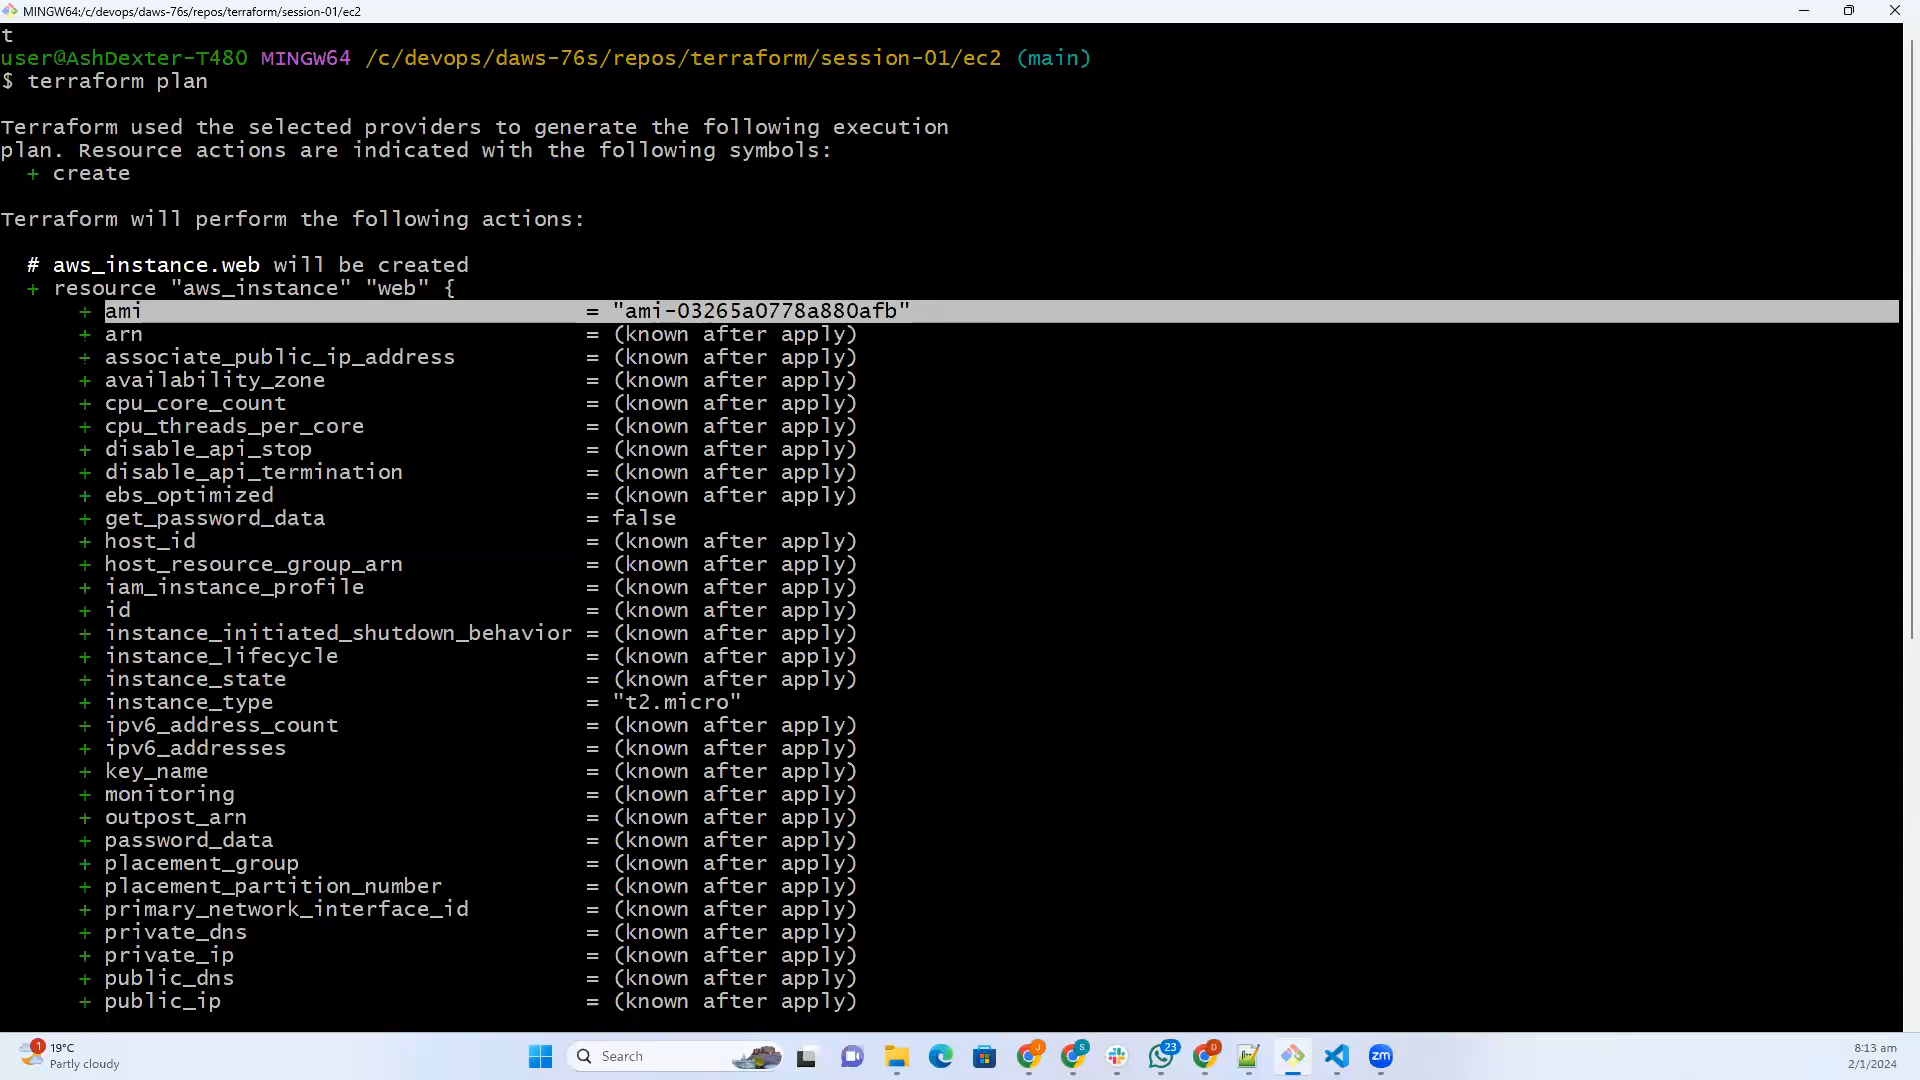 MINGW64:/c/devops/daws-76s/repos/terraform/session-01/ec2
t
user@AshDexter-T480 MINGW64 /c/devops/daws-76s/repos/terraform/session-01/ec2 (main)
$ terraform plan
Terraform used the selected providers to generate the following execution
plan. Resource actions are indicated with the following symbols:
+ create
Terraform will perform the following actions:
# aws_instance.web will be created
+ resource "aws_instance" "web" {
+ ami = "ami-03265a0778a880afb"
+ arn = (known after apply)
+ associate_public_ip_address = (known after apply)
+ availability_zone = (known after apply)
+ cpu_core_count = (known after apply)
+ cpu_threads_per_core = (known after apply)
+ disable_api_stop = (known after apply)
+ disable_api_termination = (known after apply)
+ ebs_optimized = (known after apply)
+ get_password_data = false
+ host_id = (known after apply)
+ host_resource_group_arn = (known after apply)
+ iam_instance_profile = (known after apply)
+ id = (known after apply)
+ instance_initiated_shutdown_behavior = (known after apply)
+ instance_lifecycle = (known after apply)
+ instance_state = (known after apply)
+ instance_type = "t2.micro"
+ ipv6_address_count = (known after apply)
+ ipv6_addresses = (known after apply)
+ key_name = (known after apply)
+ monitoring = (known after apply)
+ outpost_arn = (known after apply)
+ password_data = (known after apply)
+ placement_group = (known after apply)
+ placement_partition_number = (known after apply)
+ primary_network_interface_id = (known after apply)
+ private_dns = (known after apply)
+ private_ip = (known after apply)
+ public_dns = (known after apply)
+ public_ip = (known after apply)
1 19°C
Partly cloudy
Search
J S 23 D zm
8:13 am
2/1/2024